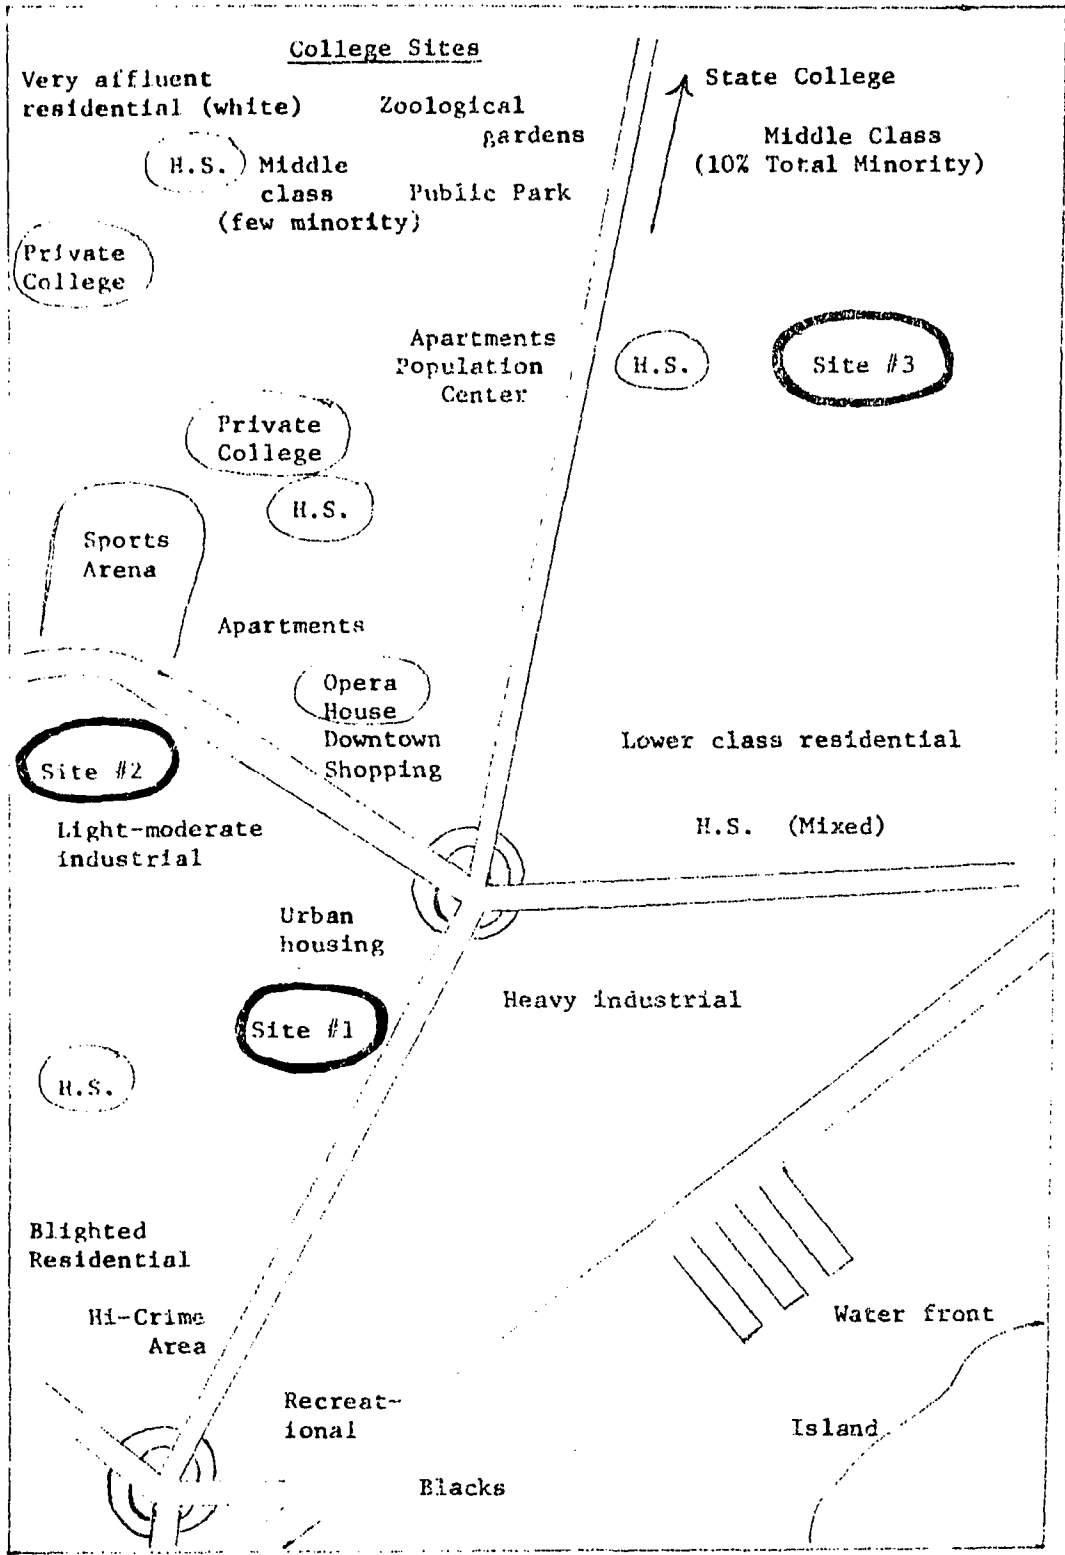 College Sites
Very affluent
residential (white)
Zoological
gardens
State College
Middle Class
(10% Total Minority)
H.S.
Middle
class
(few minority)
Public Park
Private
College
Apartments
Population
Center
H.S.
Site #3
Private
College
H.S.
Sports
Arena
Apartments
Opera
House
Downtown
Shopping
Lower class residential
Site #2
H.S. (Mixed)
Light-moderate
industrial
Urban
housing
Heavy industrial
Site #1
H.S.
Blighted
Residential
Hi-Crime
Area
Water front
Recreat-
ional
Island
Blacks